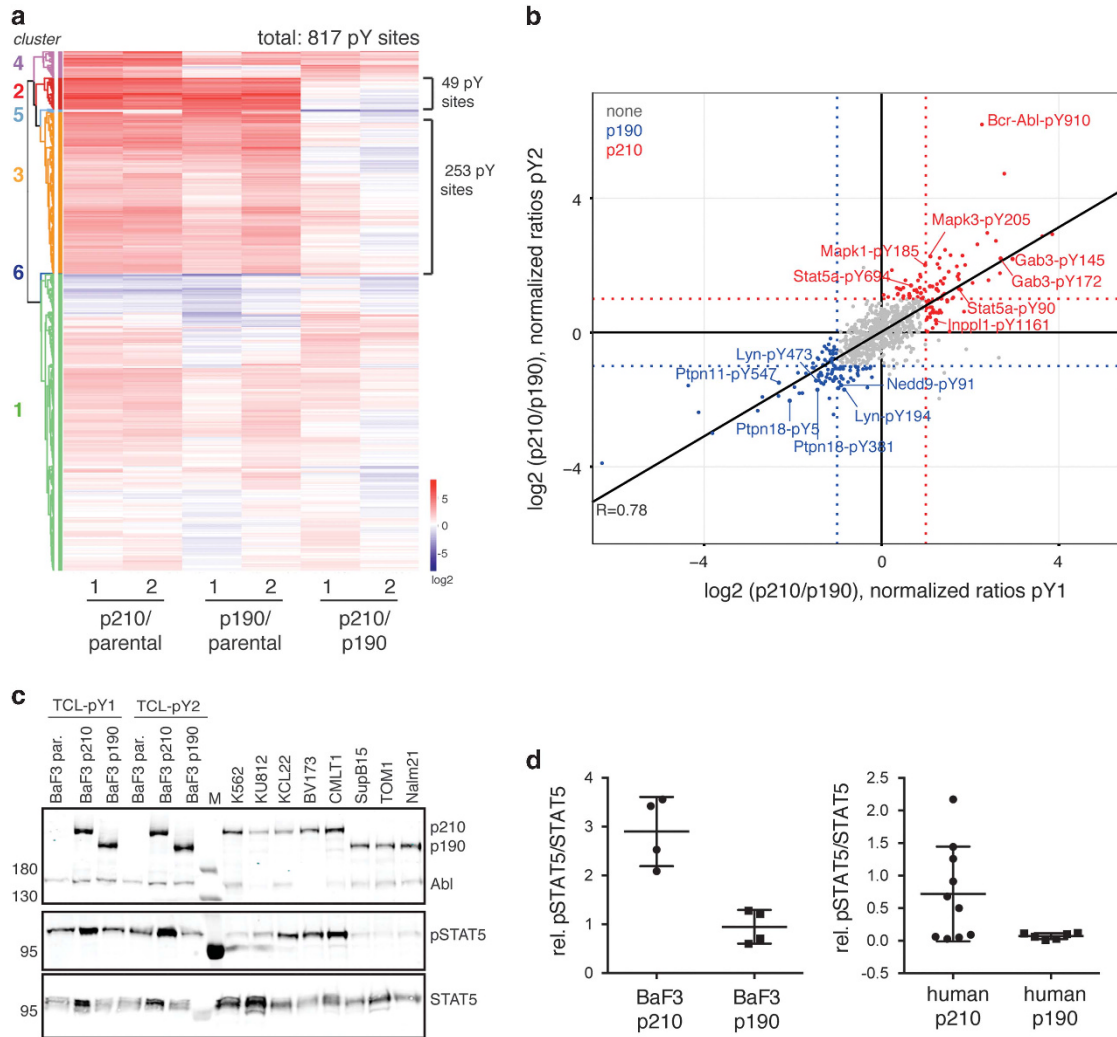 a
cluster
total: 817 pY sites
4
2
5
3
6
1
49 pY
sites
253 pY
sites
5
0
-5
log2
1 2 1 2 1 2
p210/
parental
p190/
parental
p210/
p190
b
log2 (p210/p190), normalized ratios pY2
none
p190
p210
Bcr-Abl-pY910
Mapk3-pY205
Mapk1-pY185
Gab3-pY145
Stat5a-pY694
Gab3-pY172
Stat5a-pY90
Inppl1-pY1161
Lyn-pY473
Ptpn11-pY547
Nedd9-pY91
Lyn-pY194
Ptpn18-pY5
Ptpn18-pY381
R=0.78
4
0
−4
−4 0 4
log2 (p210/p190), normalized ratios pY1
c
TCL-pY1 TCL-pY2
BaF3 par.
BaF3 p210
BaF3 p190
BaF3 par.
BaF3 p210
BaF3 p190
M
K562
KU812
KCL22
BV173
CMLT1
SupB15
TOM1
Nalm21
p210
p190
180
Abl
130
pSTAT5
95
STAT5
95
d
rel. pSTAT5/STAT5
4
3
2
1
0
BaF3
p210
BaF3
p190
rel. pSTAT5/STAT5
2.5
2.0
1.5
1.0
0.5
0.0
-0.5
human
p210
human
p190